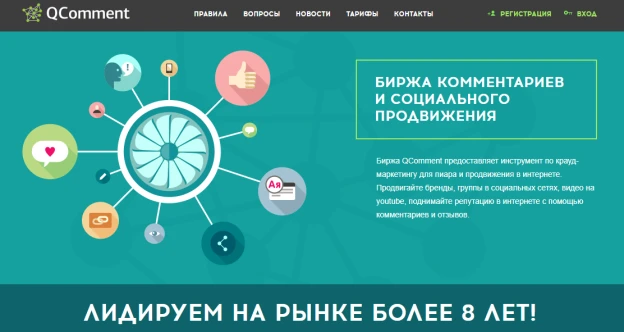 QComment
ПРАВИЛА ВОПРОСЫ НОВОСТИ ТАРИФЫ КОНТАКТЫ РЕГИСТРАЦИЯ ВХОД
БИРЖА КОММЕНТАРИЕВ
И СОЦИАЛЬНОГО
ПРОДВИЖЕНИЯ
Биржа QComment предоставляет инструмент по крауд-
маркетингу для пиара и продвижения в интернете.
Продвигайте бренды, группы в социальных сетях, видео на
youtube, поднимайте репутацию в интернете с помощью
комментариев и отзывов.
Ая
ЛИДИРУЕМ НА РЫНКЕ БОЛЕЕ 8 ЛЕТ!